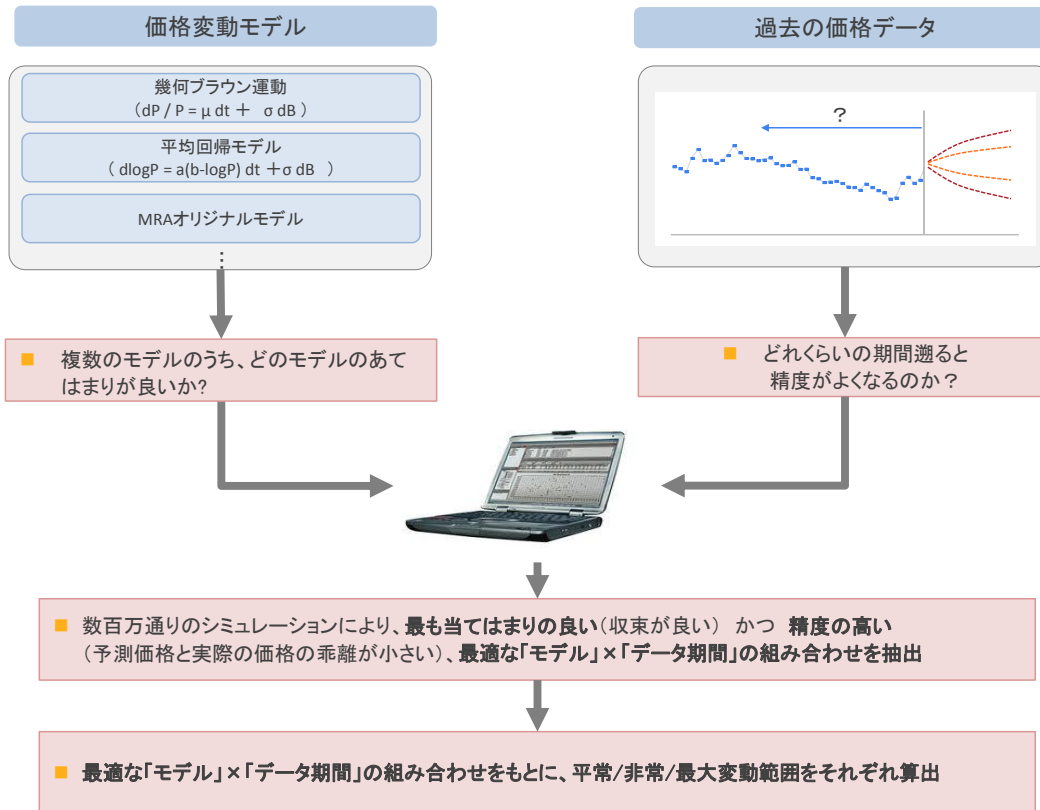 価格変動モデル
幾何ブラウン運動
(dP / P = μ dt + σ dB )
平均回帰モデル
( dlogP = a(b-logP) dt +σ dB )
MRAオリジナルモデル
⋮
過去の価格データ
?
■ 複数のモデルのうち、どのモデルのあて
はまりが良いか?
■ どれくらいの期間遡ると
精度がよくなるのか?
■ 数百万通りのシミュレーションにより、最も当てはまりの良い(収束が良い) かつ 精度の高い
(予測価格と実際の価格の乖離が小さい)、最適な「モデル」×「データ期間」の組み合わせを抽出
■ 最適な「モデル」×「データ期間」の組み合わせをもとに、平常/非常/最大変動範囲をそれぞれ算出